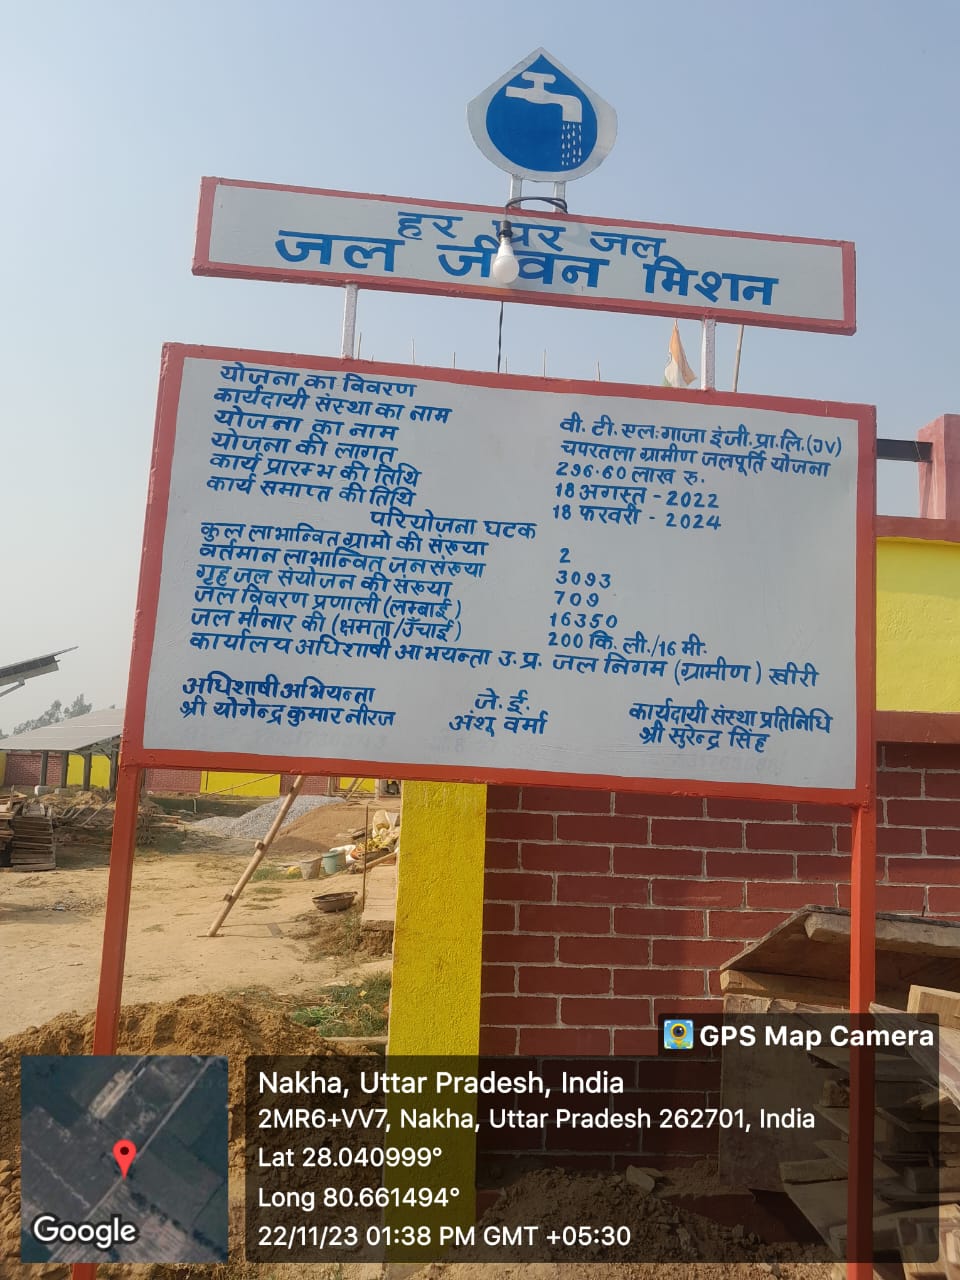 हर घर जल
जल जीवन मिशन
योजना का विवरण
कार्यदायी संस्था का नाम वी. टी. एल.गाजा इंजी. प्रा.लि.(JV)
योजना का नाम चपरतला ग्रामीण जलपूर्ति योजना
योजना की लागत 296.60 लाख रु.
कार्य प्रारम्भ की तिथि 18 अगस्त - 2022
कार्य समाप्त की तिथि 18 फरवरी - 2024
परियोजना घटक
कुल लाभान्वित ग्रामो की संख्या 2
वर्तमान लाभान्वित जन संख्या 3093
गृह जल संयोजन की संख्या 709
जल विवरण प्रणाली (लम्बाई) 16350
जल मीनार की (क्षमता/उँचाई) 200 कि. ली./16 मी.
कार्यालय अधिशाषी अभियन्ता उ. प्र. जल निगम (ग्रामीण) खीरी
अधिशाषी अभियन्ता जे. ई. कार्यदायी संस्था प्रतिनिधि
श्री योगेन्द्र कुमार नीरज अंशू वर्मा श्री सुरेन्द्र सिंह
GPS Map Camera
Nakha, Uttar Pradesh, India
2MR6+VV7, Nakha, Uttar Pradesh 262701, India
Lat 28.040999°
Long 80.661494°
22/11/23 01:38 PM GMT +05:30
Google